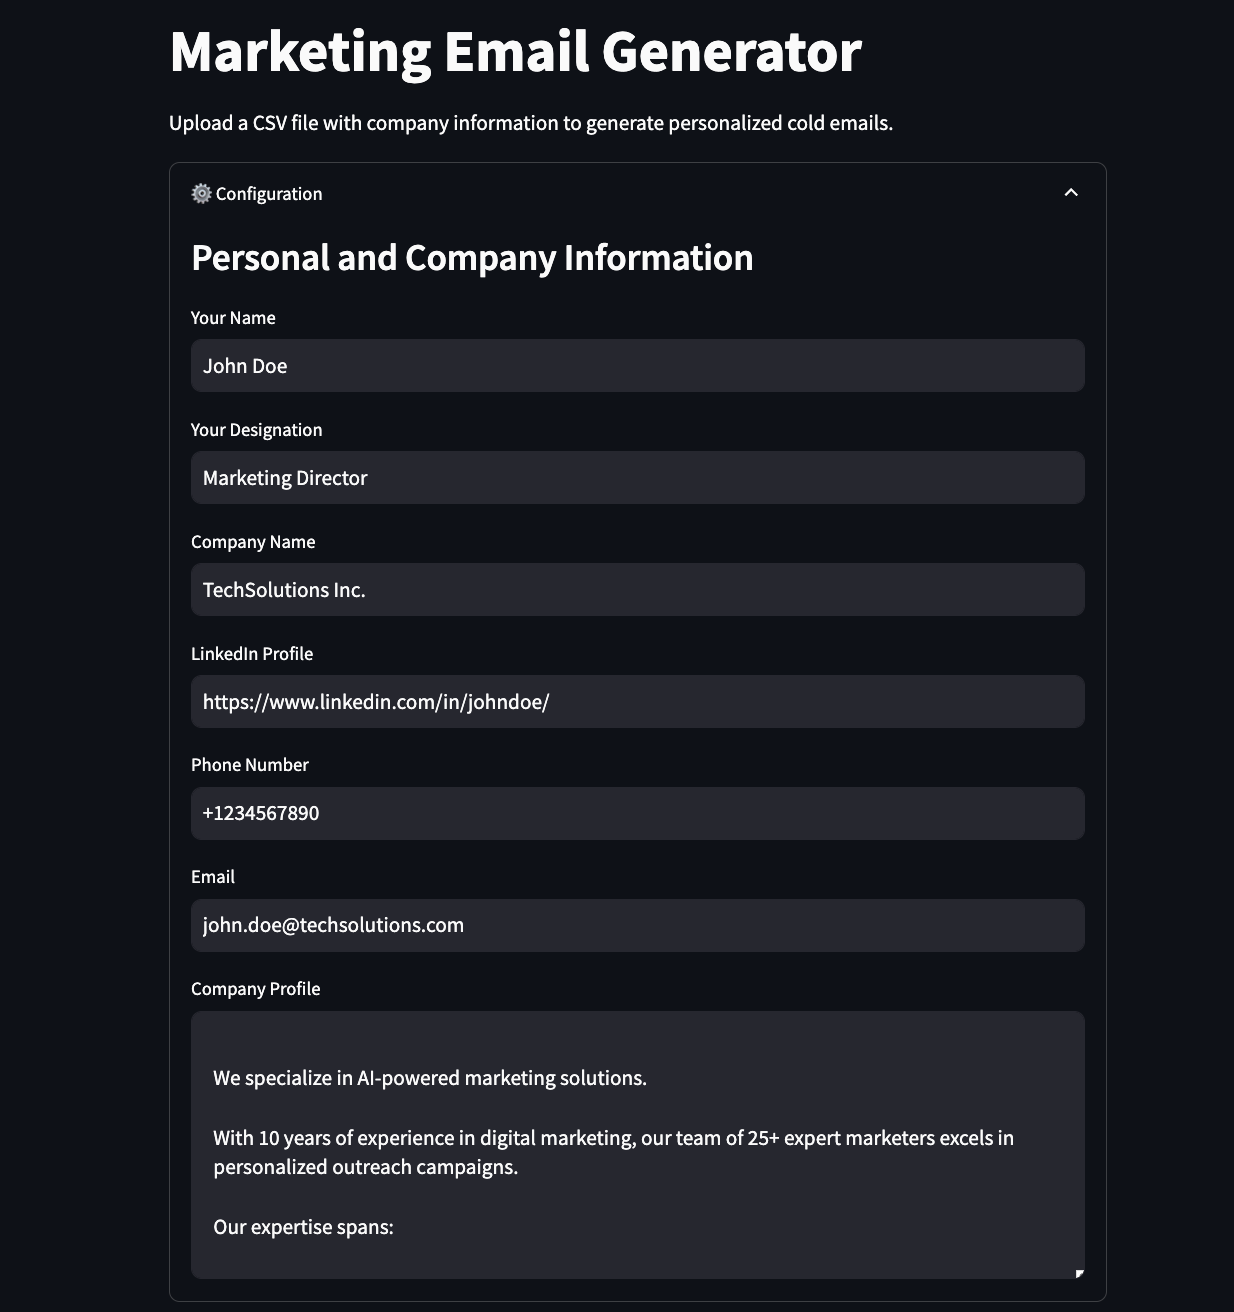 Marketing Email Generator
Upload a CSV file with company information to generate personalized cold emails.
Configuration
Personal and Company Information
Your Name
John Doe
Your Designation
Marketing Director
Company Name
TechSolutions Inc.
LinkedIn Profile
https://www.linkedin.com/in/johndoe/
Phone Number
+1234567890
Email
john.doe@techsolutions.com
Company Profile
We specialize in AI-powered marketing solutions.
With 10 years of experience in digital marketing, our team of 25+ expert marketers excels in
personalized outreach campaigns.
Our expertise spans: